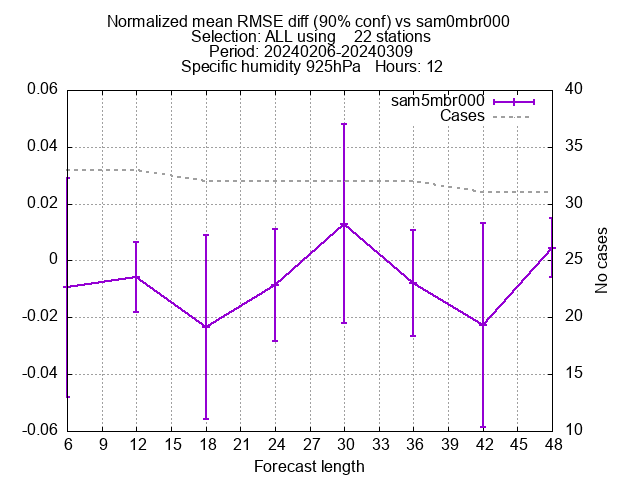 Normalized mean RMSE diff (90% conf) vs sam0mbr000
Selection: ALL using    22 stations
Period: 20240206-20240309
Specific humidity 925hPa   Hours: 12
sam5mbr000
Cases
0.06
0.04
0.02
0
-0.02
-0.04
-0.06
40
35
30
25
20
15
10
No cases
6 9 12 15 18 21 24 27 30 33 36 39 42 45 48
Forecast length